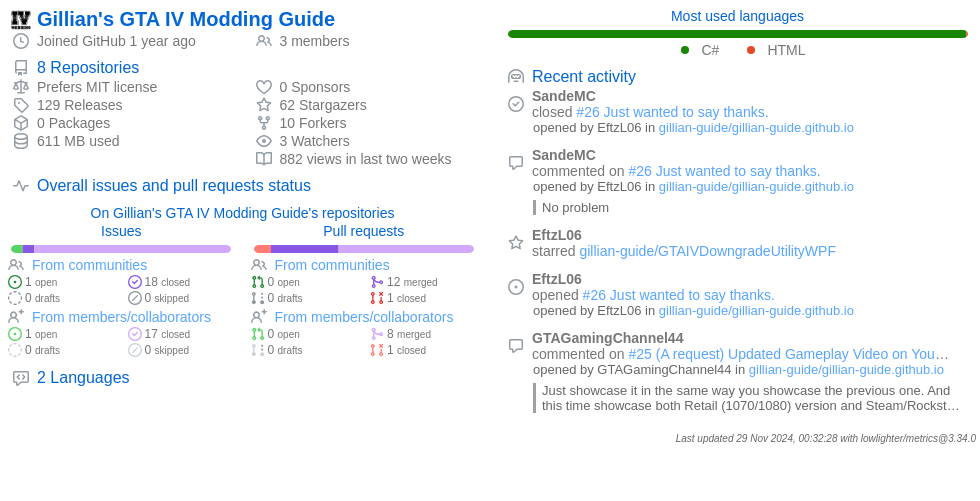 Gillian's GTA IV Modding Guide
Joined GitHub 1 year ago
3 members
8 Repositories
Prefers MIT license
129 Releases
0 Packages
611 MB used
0 Sponsors
62 Stargazers
10 Forkers
3 Watchers
882 views in last two weeks
Overall issues and pull requests status
On Gillian's GTA IV Modding Guide's repositories
Issues
From communities
1 open
18 closed
0 drafts
0 skipped
From members/collaborators
1 open
17 closed
0 drafts
0 skipped
Pull requests
From communities
0 open
12 merged
0 drafts
1 closed
From members/collaborators
0 open
8 merged
0 drafts
1 closed
2 Languages
Most used languages
C#
HTML
Recent activity
SandeMC
closed #26 Just wanted to say thanks.
opened by EftzL06 in gillian-guide/gillian-guide.github.io
SandeMC
commented on #26 Just wanted to say thanks.
opened by EftzL06 in gillian-guide/gillian-guide.github.io
No problem
EftzL06
starred gillian-guide/GTAIVDowngradeUtilityWPF
EftzL06
opened #26 Just wanted to say thanks.
opened by EftzL06 in gillian-guide/gillian-guide.github.io
GTAGamingChannel44
commented on #25 (A request) Updated Gameplay Video on You…
opened by GTAGamingChannel44 in gillian-guide/gillian-guide.github.io
Just showcase it in the same way you showcase the previous one. And
this time showcase both Retail (1070/1080) version and Steam/Rockst…
Last updated 29 Nov 2024, 00:32:28 with lowlighter/metrics@3.34.0